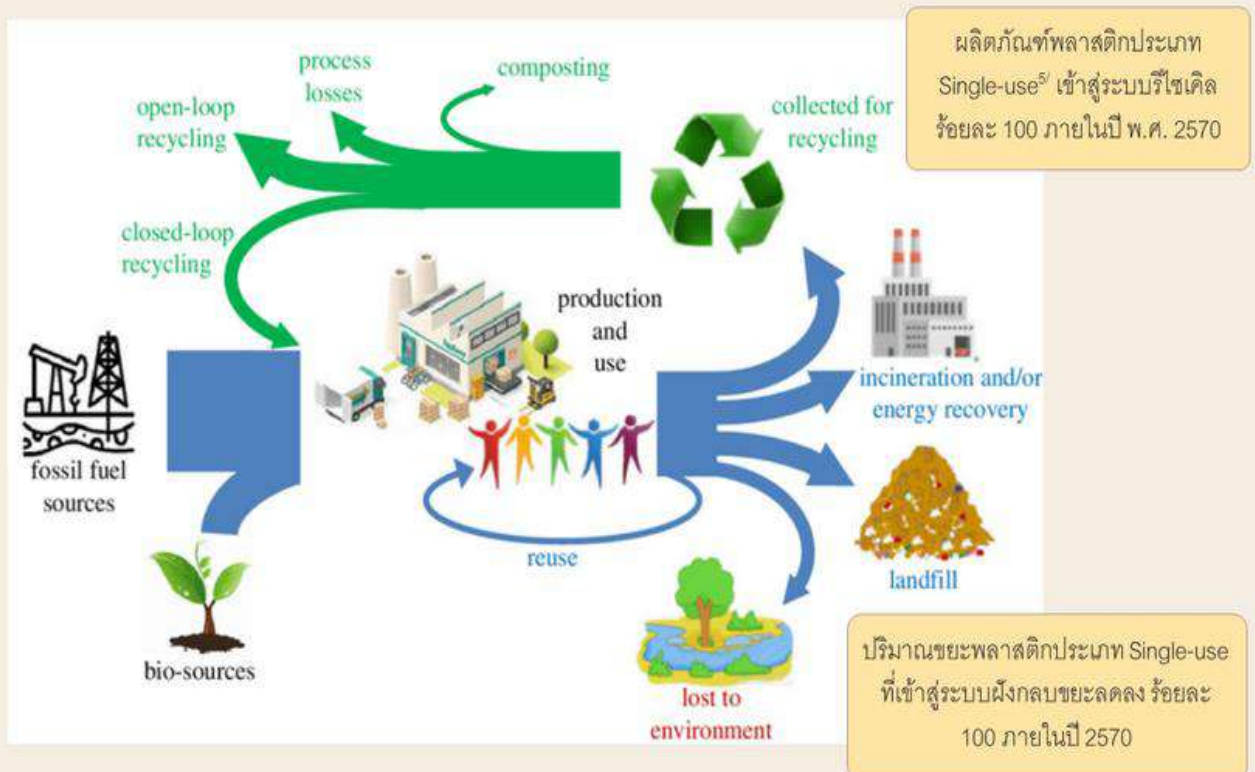 ผลิตภัณฑ์พลาสติกประเภท
Single-use⁵/ เข้าสู่ระบบรีไซเคิล
ร้อยละ 100 ภายในปี พ.ศ. 2570
process
losses
composting
open-loop
recycling
collected for
recycling
closed-loop
recycling
production
and
use
fossil fuel
sources
incineration and/or
energy recovery
reuse
landfill
bio-sources
lost to
environment
ปริมาณขยะพลาสติกประเภท Single-use
ที่เข้าสู่ระบบฝังกลบขยะลดลง ร้อยละ
100 ภายในปี 2570